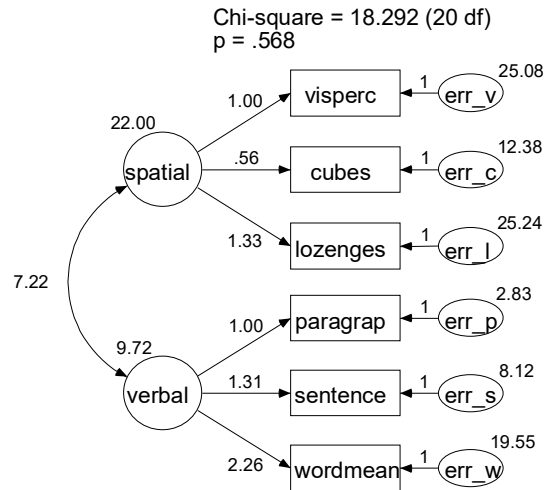 Chi-square = 18.292 (20 df)
p = .568
25.08
1.00 visperc 1 err_v
22.00
12.38
spatial .56 cubes 1 err_c
25.24
1.33 lozenges 1 err_l
7.22
2.83
1.00 paragrap 1 err_p
9.72
8.12
verbal 1.31 sentence 1 err_s
19.55
2.26 wordmean 1 err_w